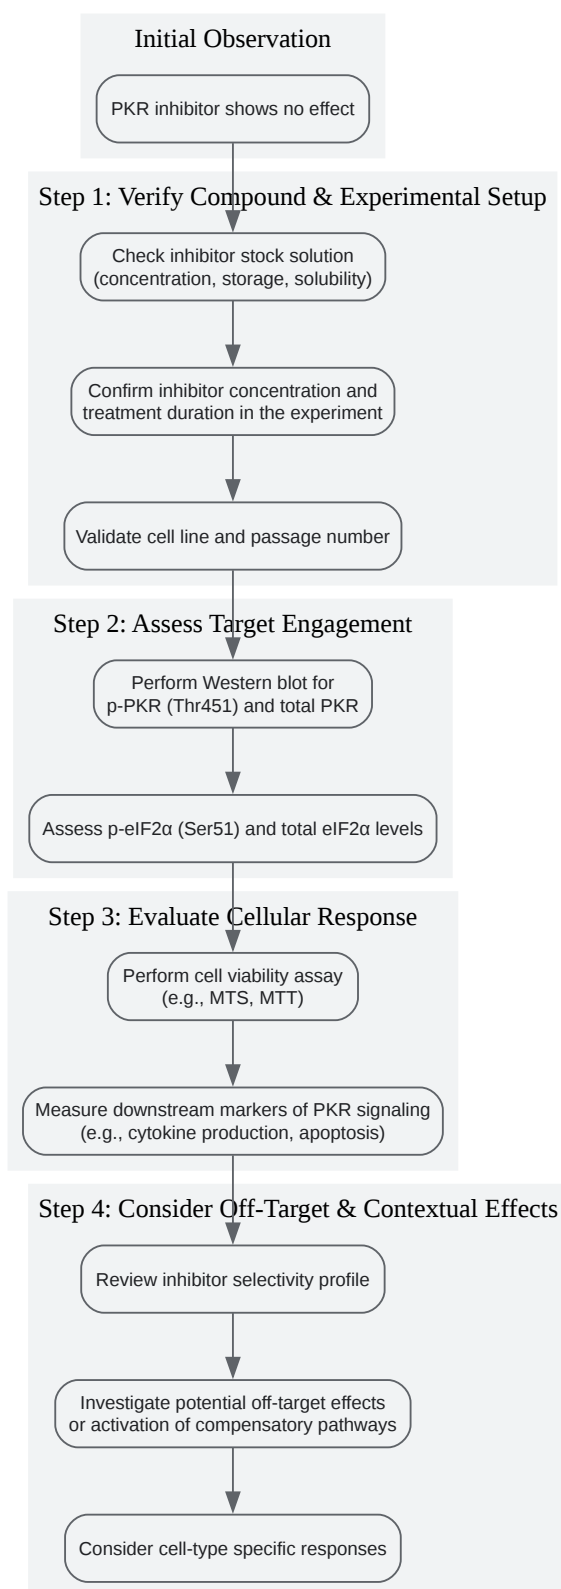 Initial Observation
PKR inhibitor shows no effect
Step 1: Verify Compound & Experimental Setup
Check inhibitor stock solution
(concentration, storage, solubility)
Confirm inhibitor concentration and
treatment duration in the experiment
Validate cell line and passage number
Step 2: Assess Target Engagement
Perform Western blot for
p-PKR (Thr451) and total PKR
Assess p-eIF2α (Ser51) and total eIF2α levels
Step 3: Evaluate Cellular Response
Perform cell viability assay
(e.g., MTS, MTT)
Measure downstream markers of PKR signaling
(e.g., cytokine production, apoptosis)
Step 4: Consider Off-Target & Contextual Effects
Review inhibitor selectivity profile
Investigate potential off-target effects
or activation of compensatory pathways
Consider cell-type specific responses